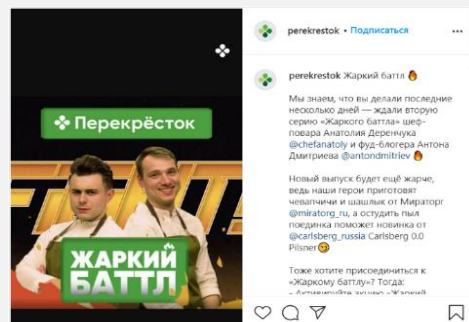 Перекрёсток
ЖАРКИЙ
БАТТЛ
perekrestok • Подписаться
perekrestok Жаркий баттл 🔥
Мы знаем, что вы делали последние
несколько дней — ждали вторую
серию «Жаркого баттла» шеф-
повара Анатолия Деренчука
@chefanatoly и фуд-блогера Антона
Дмитриева @antondmitriev 🔥
Новый выпуск будет ещё жарче,
ведь наши герои приготовят
чевапчичи и шашлык от Мираторг
@miratorg_ru, а остудить пыл
поединка поможет новинка от
@carlsberg_russia Carlsberg 0.0
Pilsner😉
Тоже хотите присоединиться к
«Жаркому баттлу»? Тогда:
- Активируйте акцию «Жаркий